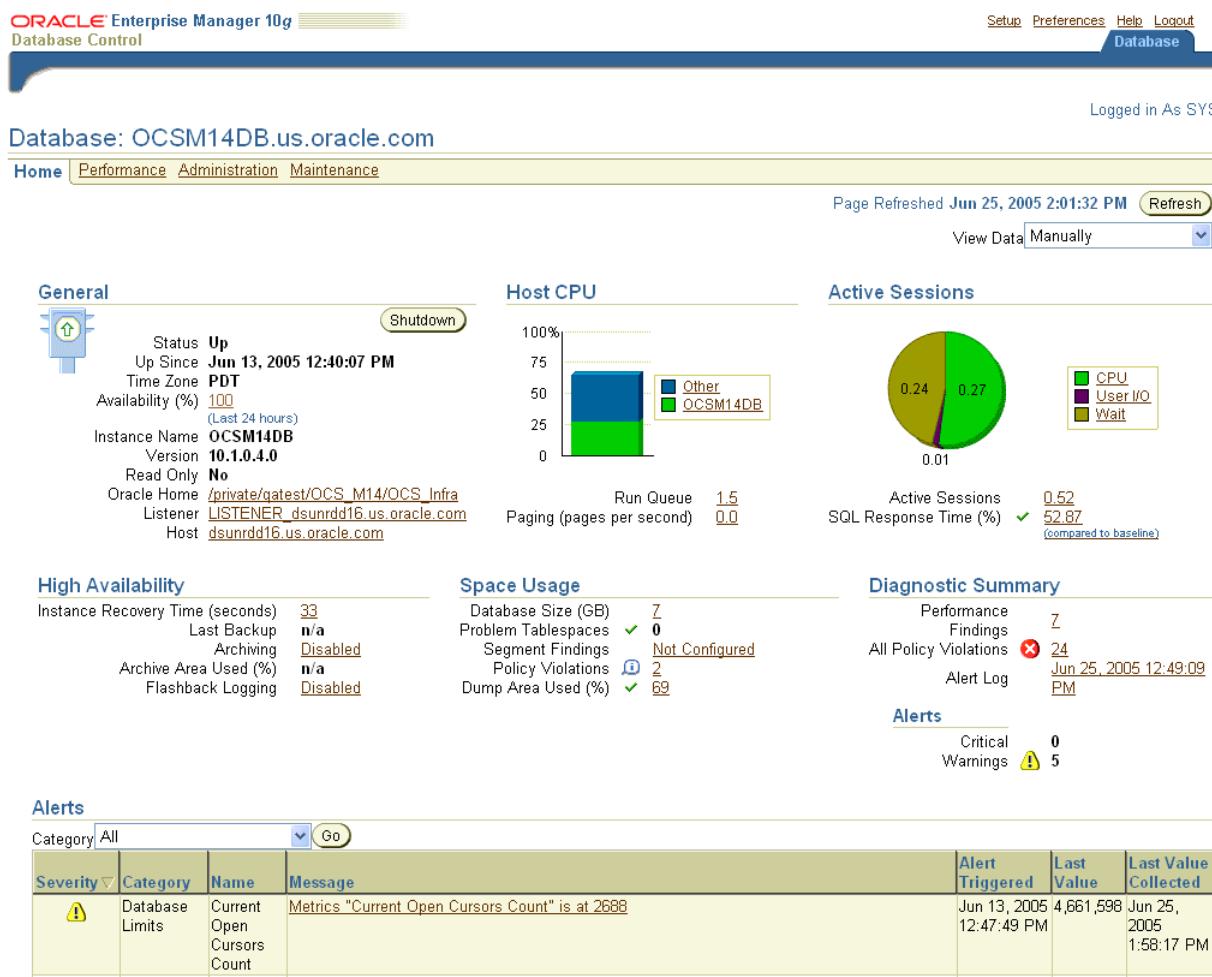 ORACLE Enterprise Manager 10g
Database Control
Setup Preferences Help Logout
Database
Logged in As SYS
Database: OCSM14DB.us.oracle.com
Home Performance Administration Maintenance
Page Refreshed Jun 25, 2005 2:01:32 PM Refresh
View Data Manually
General
Shutdown
Status Up
Up Since Jun 13, 2005 12:40:07 PM
Time Zone PDT
Availability (%) 100
(Last 24 hours)
Instance Name OCSM14DB
Version 10.1.0.4.0
Read Only No
Oracle Home /private/qatest/OCS_M14/OCS_Infra
Listener LISTENER_dsunrdd16.us.oracle.com
Host dsunrdd16.us.oracle.com
Host CPU
100%
75
50
25
0
Other
OCSM14DB
Run Queue 1.5
Paging (pages per second) 0.0
Active Sessions
0.24 0.27
0.01
CPU
User I/O
Wait
Active Sessions 0.52
SQL Response Time (%) 52.87
(compared to baseline)
High Availability
Instance Recovery Time (seconds) 33
Last Backup n/a
Archiving Disabled
Archive Area Used (%) n/a
Flashback Logging Disabled
Space Usage
Database Size (GB) 7
Problem Tablespaces 0
Segment Findings Not Configured
Policy Violations 2
Dump Area Used (%) 69
Diagnostic Summary
Performance
Findings 7
All Policy Violations 24
Alert Log Jun 25, 2005 12:49:09
PM
Alerts
Critical 0
Warnings 5
Alerts
Category All Go
Severity Category Name Message Alert Triggered Last Value Last Value Collected
Database Limits Current Open Cursors Count Metrics "Current Open Cursors Count" is at 2688 Jun 13, 2005 12:47:49 PM 4,661,598 Jun 25, 2005 1:58:17 PM